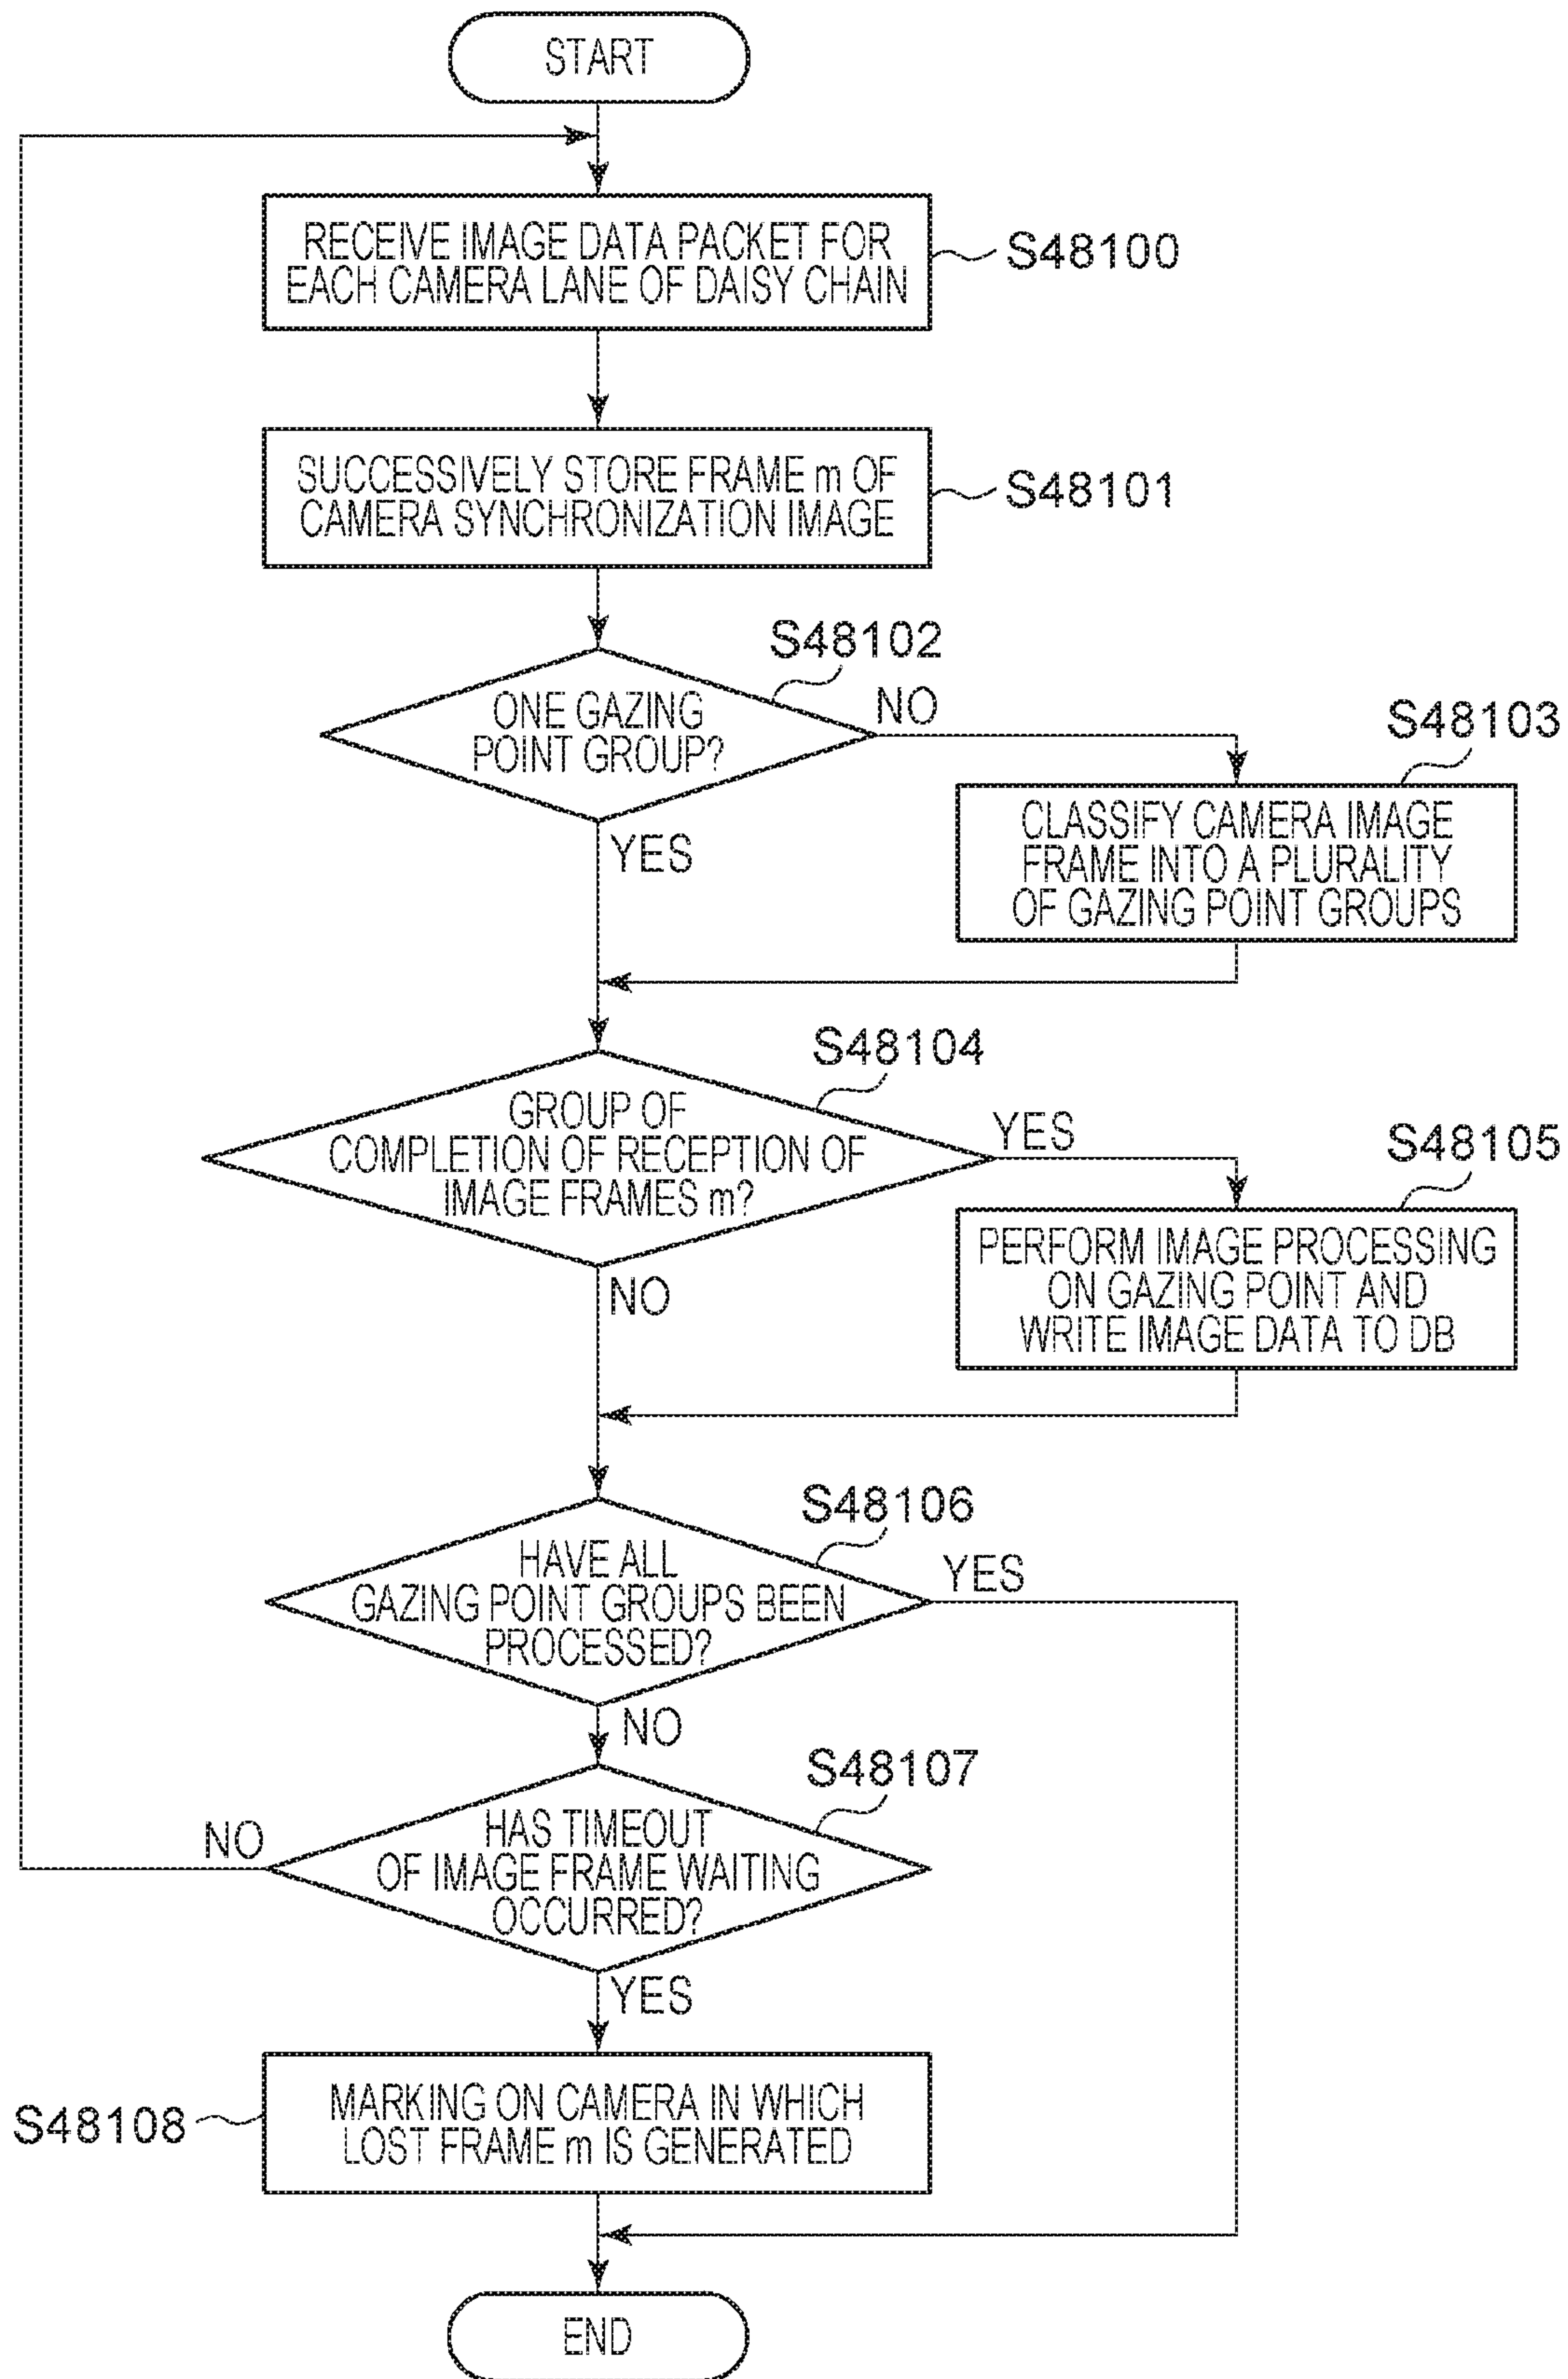 START
RECEIVE IMAGE DATA PACKET FOR
EACH CAMERA LANE OF DAISY CHAIN
S48100
SUCCESSIVELY STORE FRAME m OF
CAMERA SYNCHRONIZATION IMAGE
S48101
S48102
ONE GAZING
POINT GROUP?
NO
YES
S48103
CLASSIFY CAMERA IMAGE
FRAME INTO A PLURALITY
OF GAZING POINT GROUPS
S48104
GROUP OF
COMPLETION OF RECEPTION OF
IMAGE FRAMES m?
YES
NO
S48105
PERFORM IMAGE PROCESSING
ON GAZING POINT AND
WRITE IMAGE DATA TO DB
S48106
HAVE ALL
GAZING POINT GROUPS BEEN
PROCESSED?
YES
NO
S48107
HAS TIMEOUT
OF IMAGE FRAME WAITING
OCCURRED?
NO
YES
S48108
MARKING ON CAMERA IN WHICH
LOST FRAME m IS GENERATED
END